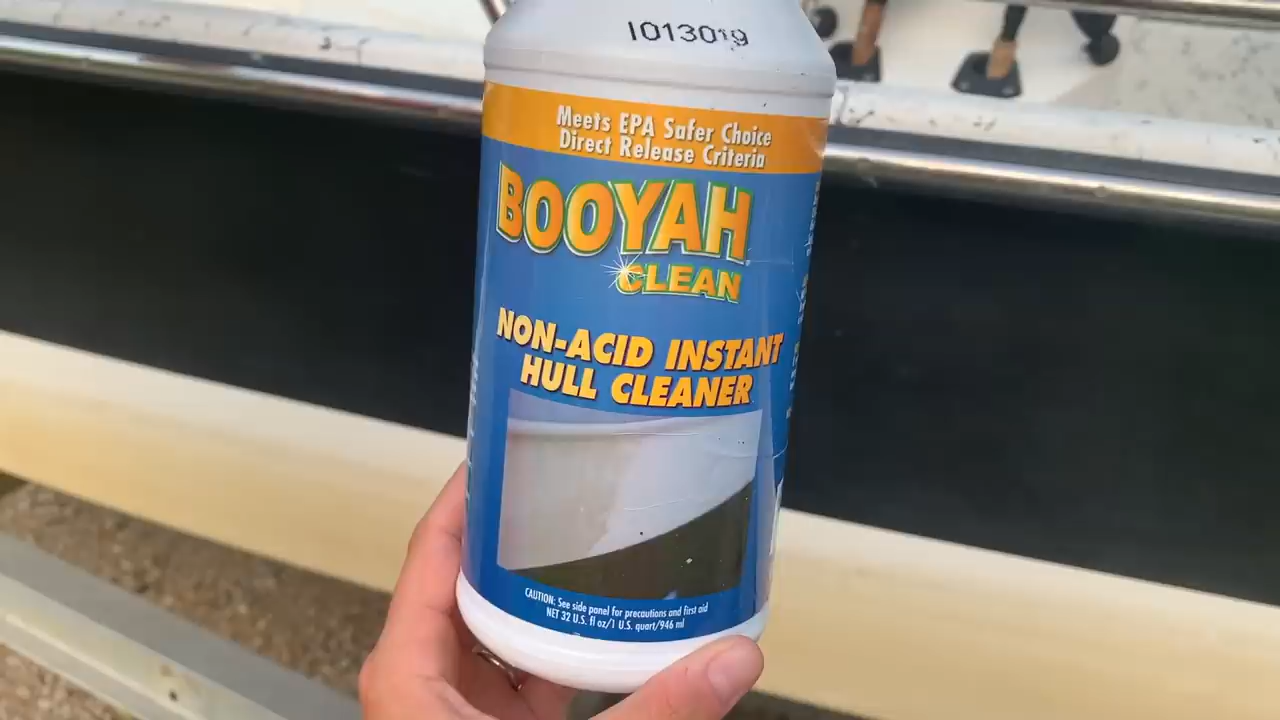 1013019
Meets EPA Safer Choice
Direct Release Criteria
BOOYAH
CLEAN
NON-ACID INSTANT
HULL CLEANER
CAUTION: See side panel for precautions and first aid
NET 32 U.S. fl oz/1 U.S. quart/946 ml